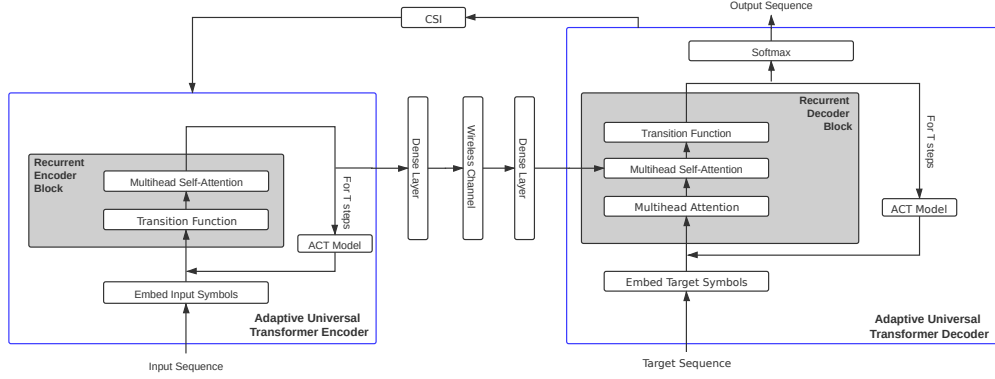 Output Sequence
CSI
Softmax
Recurrent
Encoder
Block
Multihead Self-Attention
Transition Function
For T steps
ACT Model
Embed Input Symbols
Adaptive Universal
Transformer Encoder
Input Sequence
Dense Layer
Wireless Channel
Dense Layer
Recurrent
Decoder
Block
Transition Function
Multihead Self-Attention
Multihead Attention
For T steps
ACT Model
Embed Target Symbols
Adaptive Universal
Transformer Decoder
Target Sequence